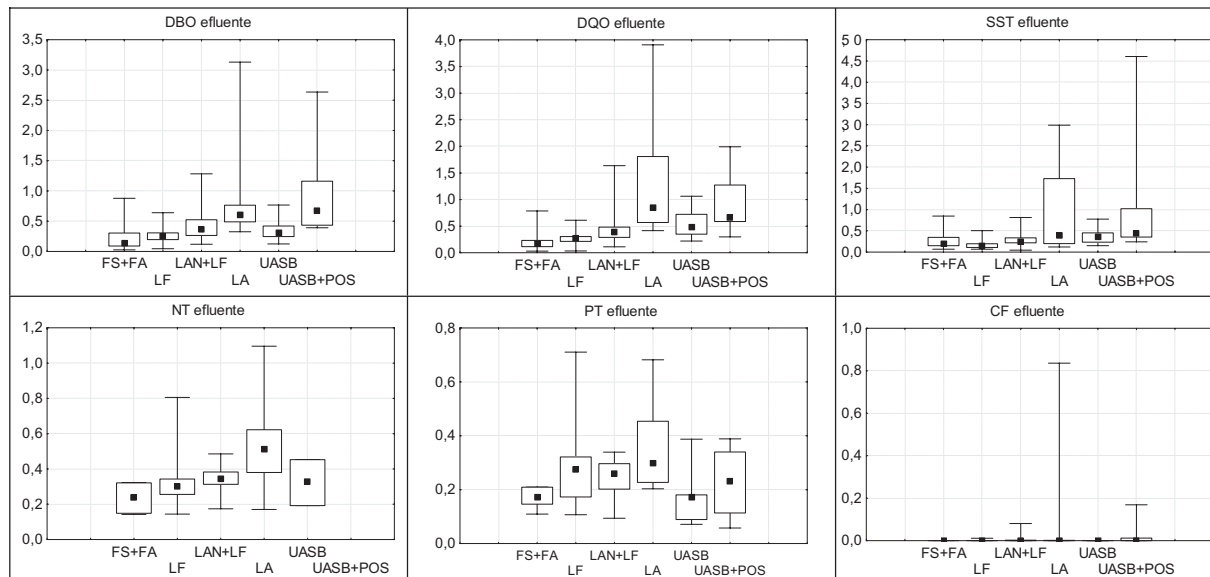 DBO efluente
3,5
3,0
2,5
2,0
1,5
1,0
0,5
0,0
FS+FA LAN+LF UASB
LF LA UASB+POS
DQO efluente
4,0
3,5
3,0
2,5
2,0
1,5
1,0
0,5
0,0
FS+FA LAN+LF UASB
LF LA UASB+POS
SST efluente
5 0
4,5
4,0
3,5
3,0
2 5
2,0
1,5
1,0
0,5
0,0
FS+FA LAN+LF UASB
LF LA UASB+POS
NT efluente
1,2
1,0
0,8
0,6
0,4
0,2
0,0
FS+FA LAN+LF UASB
LF LA UASB+POS
PT efluente
0,8
0,6
0,4
0,2
0,0
FS+FA LAN+LF UASB
LF LA UASB+POS
CF efluente
1,0
0,8
0,6
0,4
0,2
0,0
FS+FA LAN+LF UASB
LF LA UASB+POS